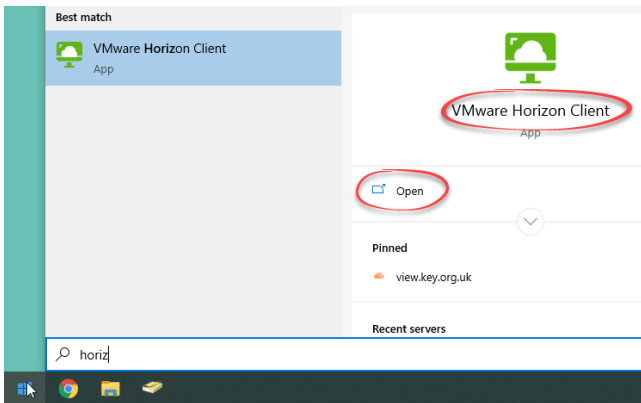 Best match
VMware Horizon Client
App
VMware Horizon Client
App
Open
Pinned
view.key.org.uk
Recent servers
horiz